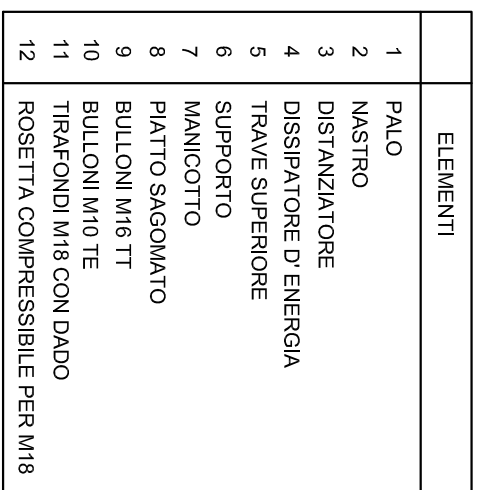 ELEMENTI
1 PALO
2 NASTRO
3 DISTANZIATORE
4 DISSIPATORE D' ENERGIA
5 TRAVE SUPERIORE
6 SUPPORTO
7 MANICOTTO
8 PIATTO SAGOMATO
9 BULLONI M16 TT
10 BULLONI M10 TE
11 TIRAFONDI M18 CON DADO
12 ROSETTA COMPRESSIBILE PER M18